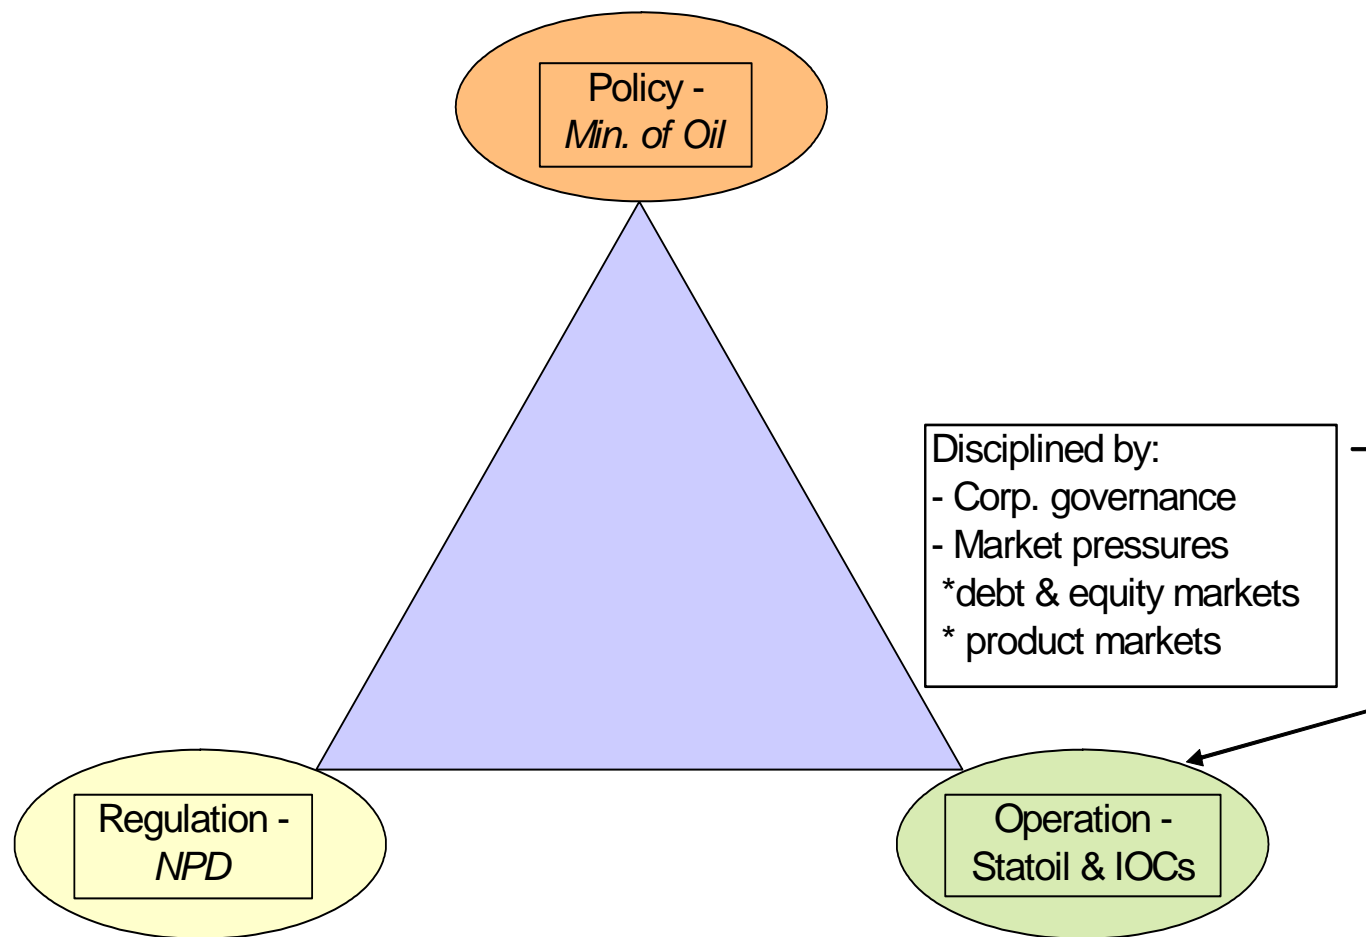 Policy -
Min. of Oil
Disciplined by:
- Corp. governance
- Market pressures
*debt & equity markets
* product markets
Regulation -
NPD
Operation -
Statoil & IOCs